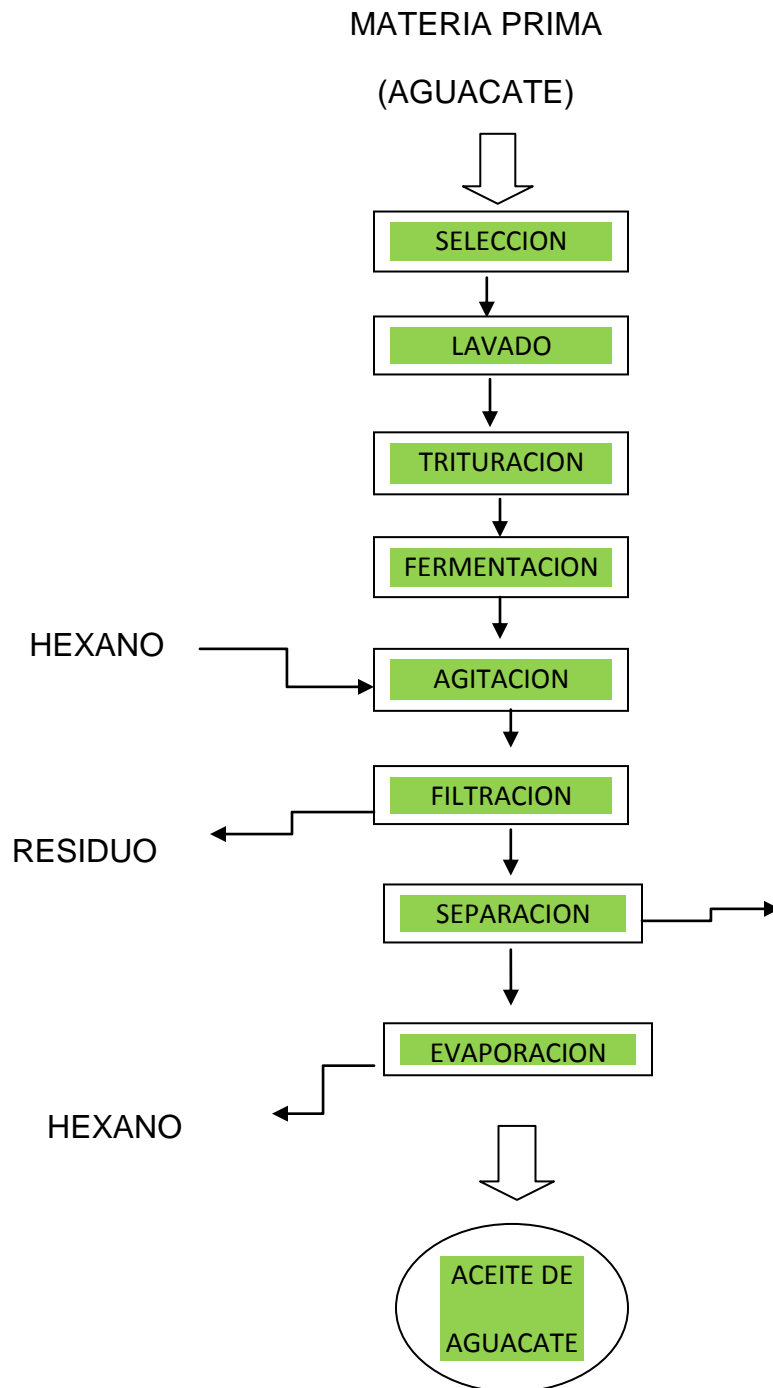 MATERIA PRIMA
(AGUACATE)
SELECCION
LAVADO
TRITURACION
FERMENTACION
HEXANO
AGITACION
FILTRACION
RESIDUO
SEPARACION
EVAPORACION
HEXANO
ACEITE DE
AGUACATE